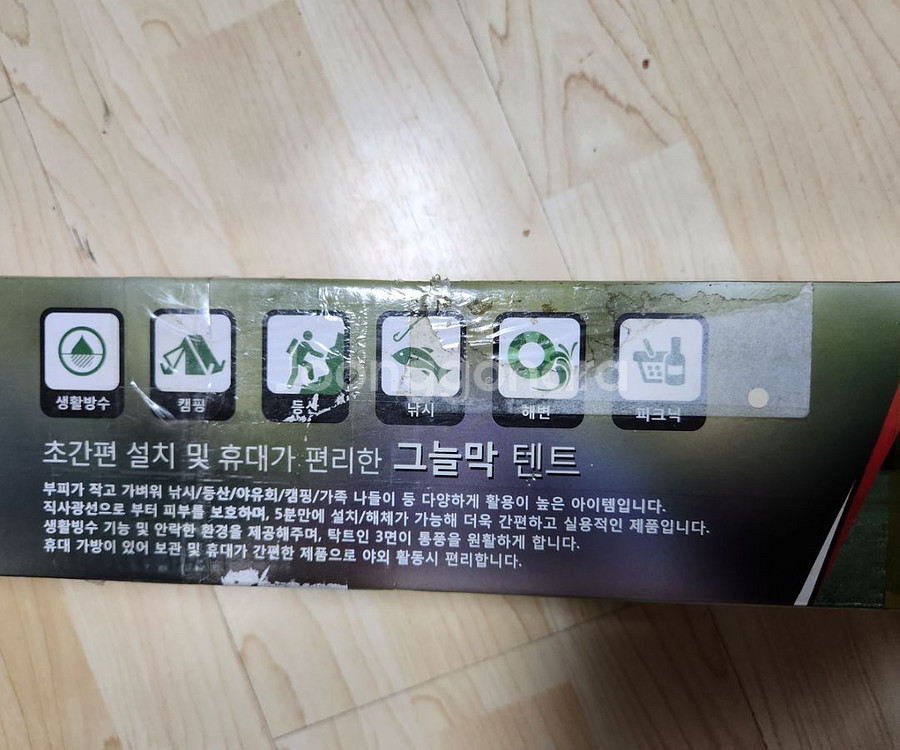 생활방수 캠핑 등산 낚시 해변 피크닉
초간편 설치 및 휴대가 편리한 그늘막 텐트
부피가 작고 가벼워 낚시/등산/야유회/캠핑/가족 나들이 등 다양하게 활용이 높은 아이템입니다.
직사광선으로 부터 피부를 보호하며, 5분만에 설치/해체가 가능해 더욱 간편하고 실용적인 제품입니다.
생활방수 기능 및 안락한 환경을 제공해주며, 탁트인 3면이 통풍을 원활하게 합니다.
휴대 가방이 있어 보관 및 휴대가 간편한 제품으로 야외 활동시 편리합니다.